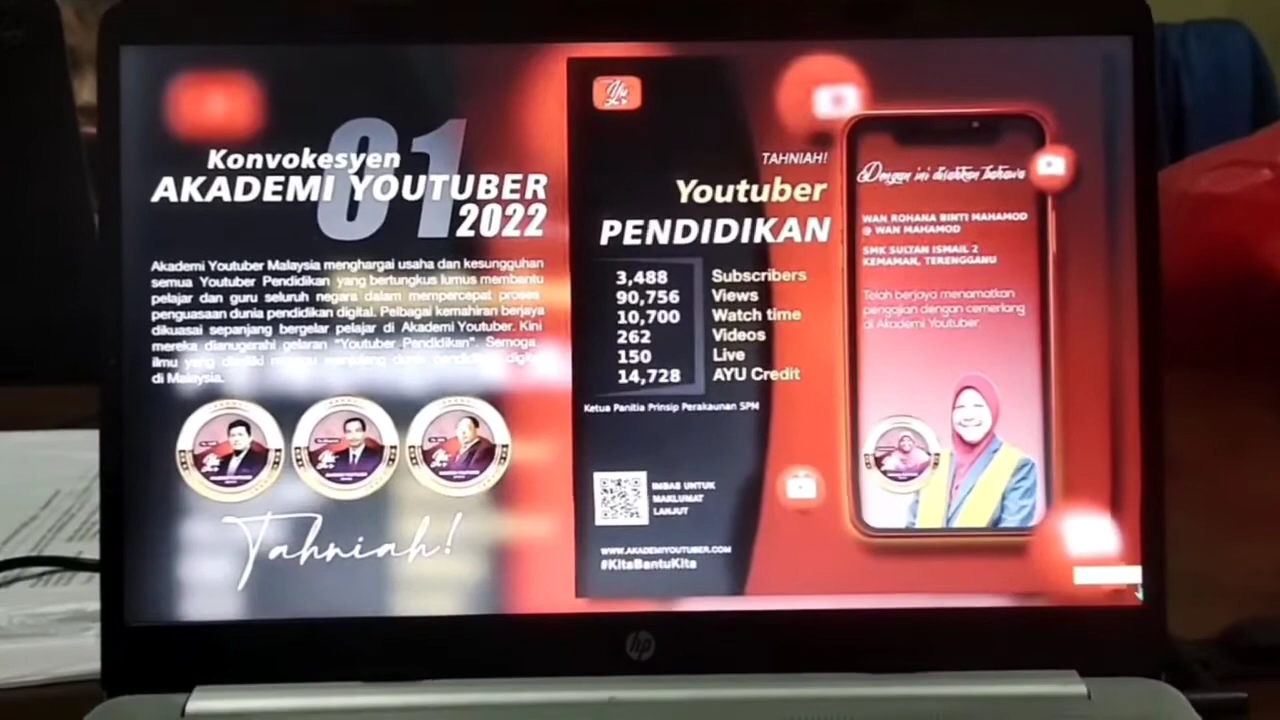 01
Konvokesyen
AKADEMI YOUTUBER
2022
Akademi Youtuber Malaysia menghargai usaha dan kesungguhan
semua Youtuber Pendidikan yang bertungkus lumus membantu
pelajar dan guru seluruh negara dalam mempercepat proses
penguasaan dunia pendidikan digital. Pelbagai kemahiran berjaya
dikuasai sepanjang bergelar pelajar di Akademi Youtuber. Kini
mereka dianugerahi gelaran "Youtuber Pendidikan". Semoga
ilmu yang
di Malaysia.
Tahniah!
TAHNIAH!
Youtuber
PENDIDIKAN
3,488 Subscribers
90,756 Views
10,700 Watch time
262 Videos
150 Live
14,728 AYU Credit
Ketua Panitia Prinsip Perakaunan SPM
IMBAS UNTUK
MAKLUMAT
LANJUT
WWW.AKADEMIYOUTUBER.COM
#KitaBantuKita
Dengan ini disahkan bahawa
WAN ROHANA BINTI MAHAMOD
@ WAN MAHAMOD
SMK SULTAN ISMAIL 2
KEMAMAN, TERENGGANU
Telah berjaya menamatkan
pengajian dengan cemerlang
di Akademi Youtuber
hp